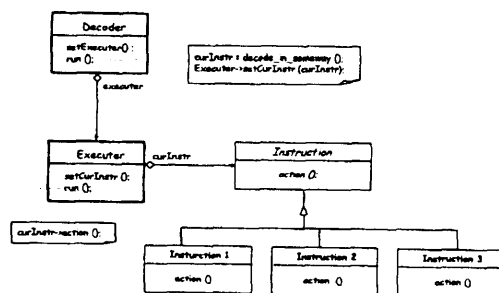 Decoder
setExecuter();
run ();
executer
curInstr = decode_in_someway ();
Executer->setCurInstr (curInstr);
Executer
setCurInstr ();
run ();
curInstr
Instruction
action ();
curInstr->action ();
Insturction 1
action ()
Instruction 2
action ()
Instruction 3
action ()